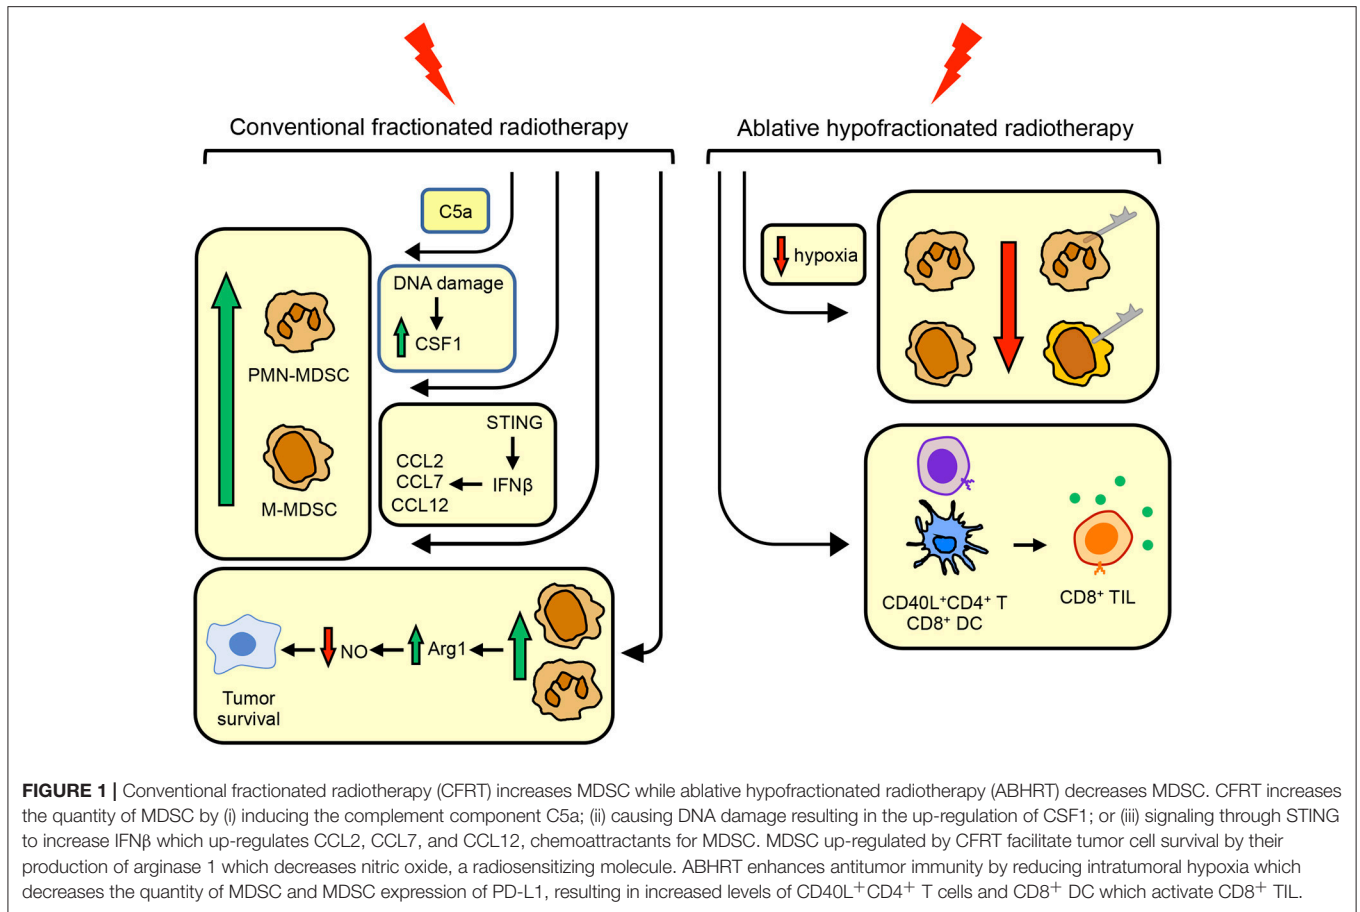 Conventional fractionated radiotherapy
Ablative hypofractionated radiotherapy
C5a
DNA damage
CSF1
PMN-MDSC
M-MDSC
STING
IFNβ
CCL2
CCL7
CCL12
Arg1
NO
Tumor
survival
hypoxia
CD40L⁺CD4⁺ T
CD8⁺ DC
CD8⁺ TIL
FIGURE 1 | Conventional fractionated radiotherapy (CFRT) increases MDSC while ablative hypofractionated radiotherapy (ABHRT) decreases MDSC. CFRT increases
the quantity of MDSC by (i) inducing the complement component C5a; (ii) causing DNA damage resulting in the up-regulation of CSF1; or (iii) signaling through STING
to increase IFNβ which up-regulates CCL2, CCL7, and CCL12, chemoattractants for MDSC. MDSC up-regulated by CFRT facilitate tumor cell survival by their
production of arginase 1 which decreases nitric oxide, a radiosensitizing molecule. ABHRT enhances antitumor immunity by reducing intratumoral hypoxia which
decreases the quantity of MDSC and MDSC expression of PD-L1, resulting in increased levels of CD40L⁺CD4⁺ T cells and CD8⁺ DC which activate CD8⁺ TIL.